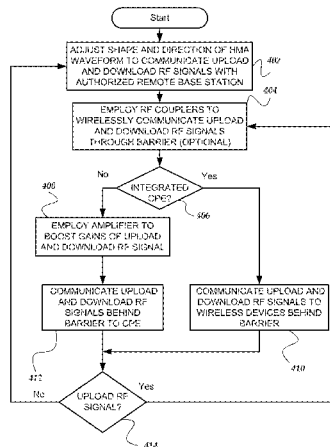 Start
ADJUST SHAPE AND DIRECTION OF HMA
WAVEFORM TO COMMUNICATE UPLOAD
AND DOWNLOAD RF SIGNALS WITH
AUTHORIZED REMOTE BASE STATION
402
EMPLOY RF COUPLERS TO
WIRELESSLY COMMUNICATE UPLOAD
AND DOWNLOAD RF SIGNALS
THROUGH BARRIER (OPTIONAL)
404
No
INTEGRATED
CPE?
Yes
406
408
EMPLOY AMPLIFIER TO
BOOST GAINS OF UPLOAD
AND DOWNLOAD RF SIGNAL
COMMUNICATE UPLOAD
AND DOWNLOAD RF
SIGNALS BEHIND
BARRIER TO CPE
412
COMMUNICATE UPLOAD AND
DOWNLOAD RF SIGNALS TO
WIRELESS DEVICES BEHIND
BARRIER
410
No
UPLOAD RF
SIGNAL?
Yes
414